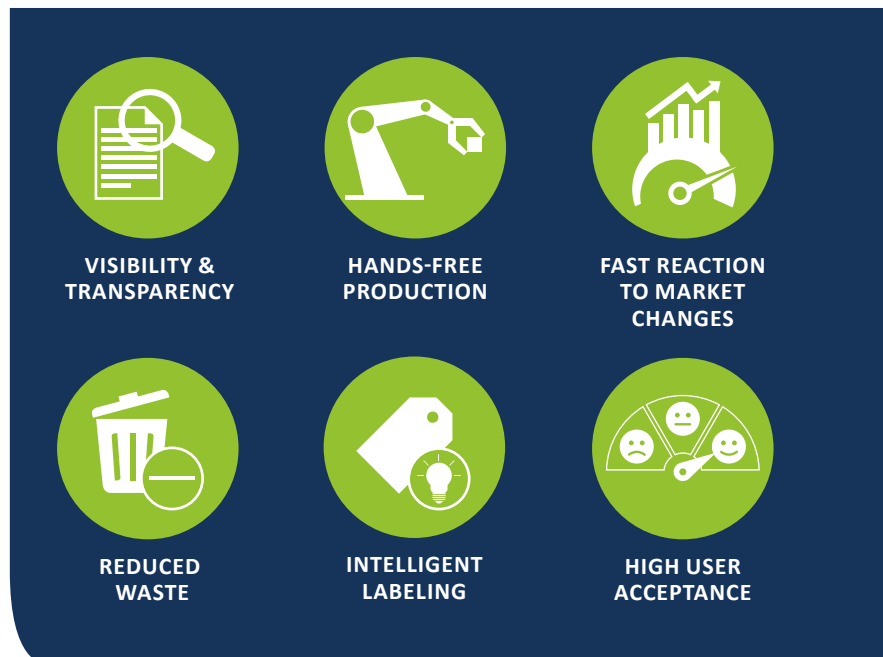 VISIBILITY &
TRANSPARENCY
HANDS-FREE
PRODUCTION
FAST REACTION
TO MARKET
CHANGES
REDUCED
WASTE
INTELLIGENT
LABELING
HIGH USER
ACCEPTANCE